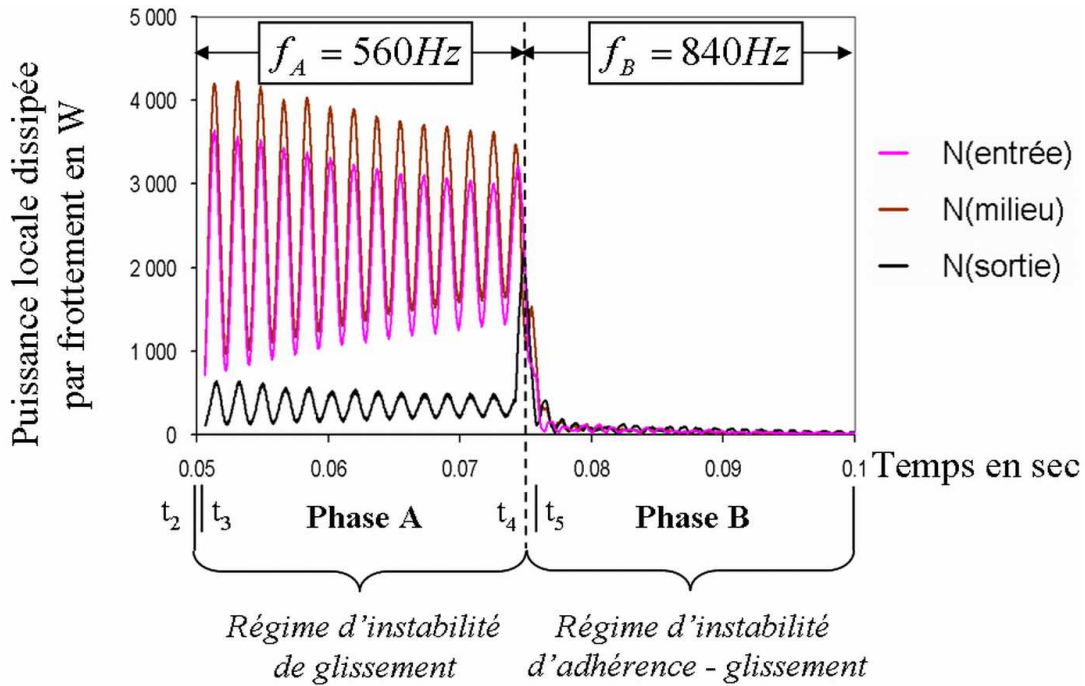 Puissance locale dissipée
par frottement en W
5 000
4 000
3 000
2 000
1 000
0
f_A = 560Hz
f_B = 840Hz
N(entrée)
N(milieu)
N(sortie)
0.05
0.06
0.07
0.08
0.09
0.1
Temps en sec
t₂
t₃
Phase A
t₄
t₅
Phase B
Régime d'instabilité
de glissement
Régime d'instabilité
d'adhérence - glissement